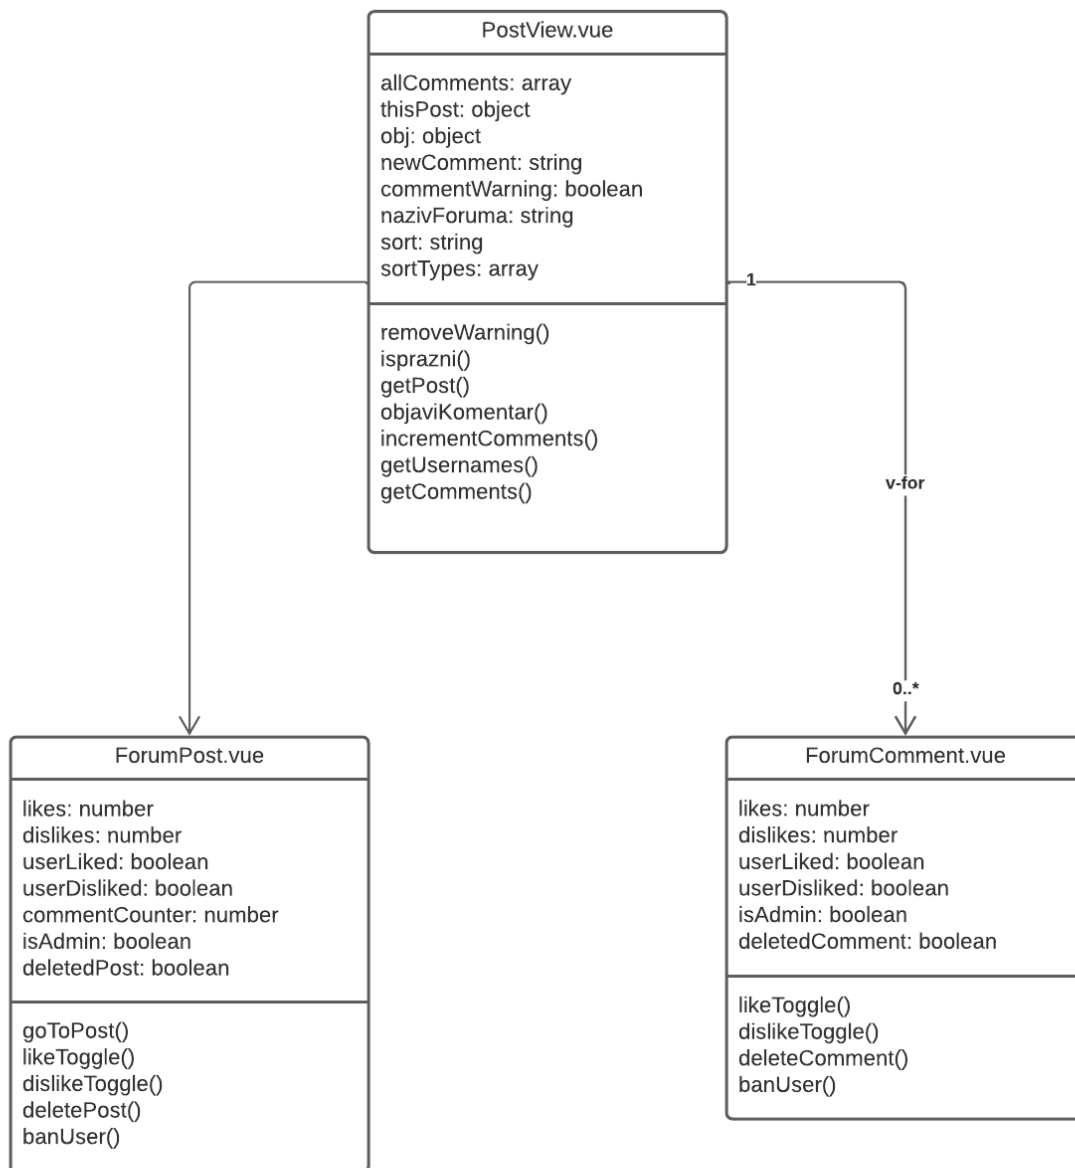 PostView.vue
allComments: array
thisPost: object
obj: object
newComment: string
commentWarning: boolean
nazivForuma: string
sort: string
sortTypes: array
removeWarning()
isprazni()
getPost()
objaviKomentar()
incrementComments()
getUsernames()
getComments()
1
v-for
0..*
ForumPost.vue
likes: number
dislikes: number
userLiked: boolean
userDisliked: boolean
commentCounter: number
isAdmin: boolean
deletedPost: boolean
goToPost()
likeToggle()
dislikeToggle()
deletePost()
banUser()
ForumComment.vue
likes: number
dislikes: number
userLiked: boolean
userDisliked: boolean
isAdmin: boolean
deletedComment: boolean
likeToggle()
dislikeToggle()
deleteComment()
banUser()